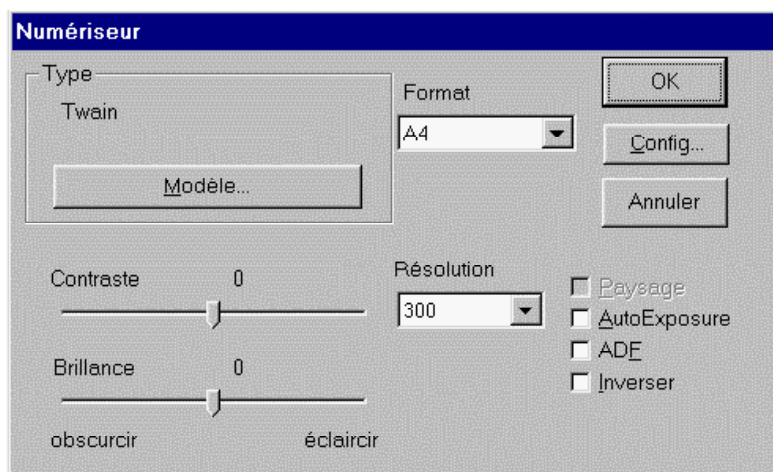 Numériseur
Type
Twain
Modèle...
Format
A4
OK
Config...
Annuler
Contraste 0
Brillance 0
obscurcir éclaircir
Résolution
300
Paysage
AutoExposure
ADF
Inverser